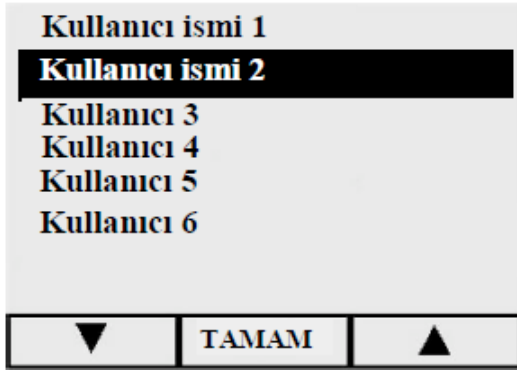 Kullanıcı ismi 1
Kullanıcı ismi 2
Kullanıcı 3
Kullanıcı 4
Kullanıcı 5
Kullanıcı 6
▼ TAMAM ▲